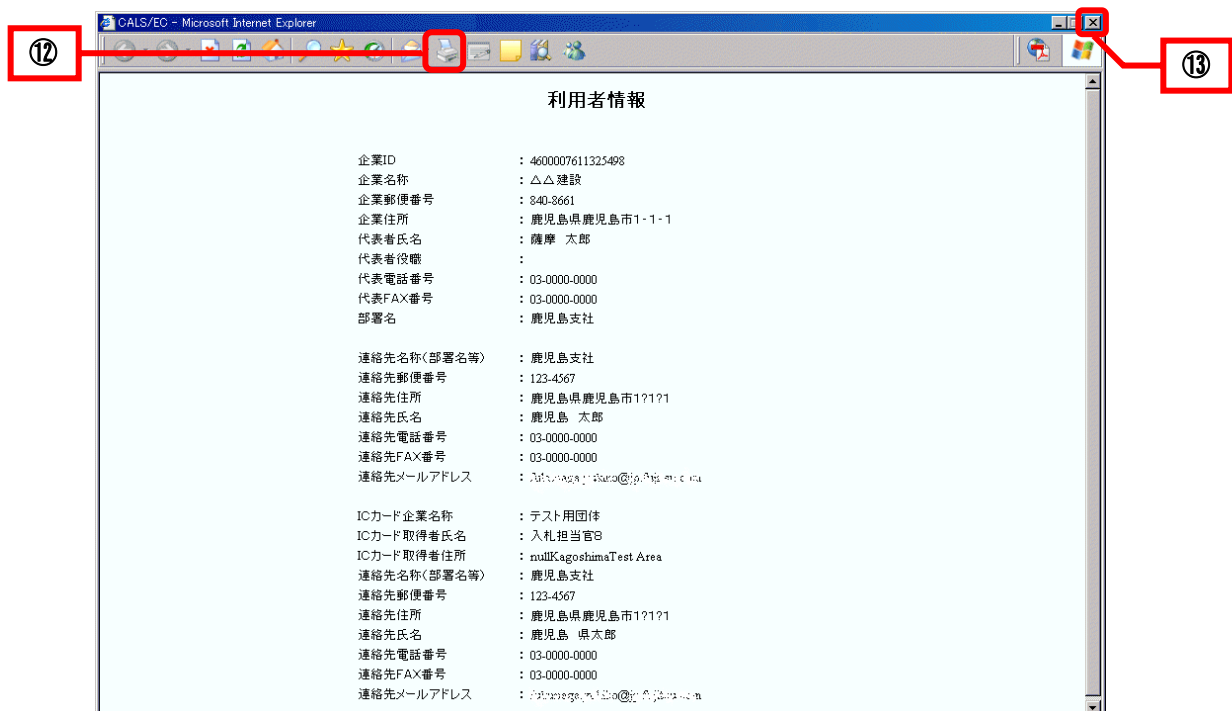 CALS/EC - Microsoft Internet Explorer
⑫
⑬
利用者情報
企業ID : 4600007611325498
企業名称 : △△建設
企業郵便番号 : 840-8661
企業住所 : 鹿児島県鹿児島市1-1-1
代表者氏名 : 薩摩 太郎
代表者役職 :
代表電話番号 : 03-0000-0000
代表FAX番号 : 03-0000-0000
部署名 : 鹿児島支社
連絡先名称(部署名等) : 鹿児島支社
連絡先郵便番号 : 123-4567
連絡先住所 : 鹿児島県鹿児島市1?1?1
連絡先氏名 : 鹿児島 太郎
連絡先電話番号 : 03-0000-0000
連絡先FAX番号 : 03-0000-0000
連絡先メールアドレス :
ICカード企業名称 : テスト用団体
ICカード取得者氏名 : 入札担当官8
ICカード取得者住所 : nullKagoshimaTest Area
連絡先名称(部署名等) : 鹿児島支社
連絡先郵便番号 : 123-4567
連絡先住所 : 鹿児島県鹿児島市1?1?1
連絡先氏名 : 鹿児島 県太郎
連絡先電話番号 : 03-0000-0000
連絡先FAX番号 : 03-0000-0000
連絡先メールアドレス :